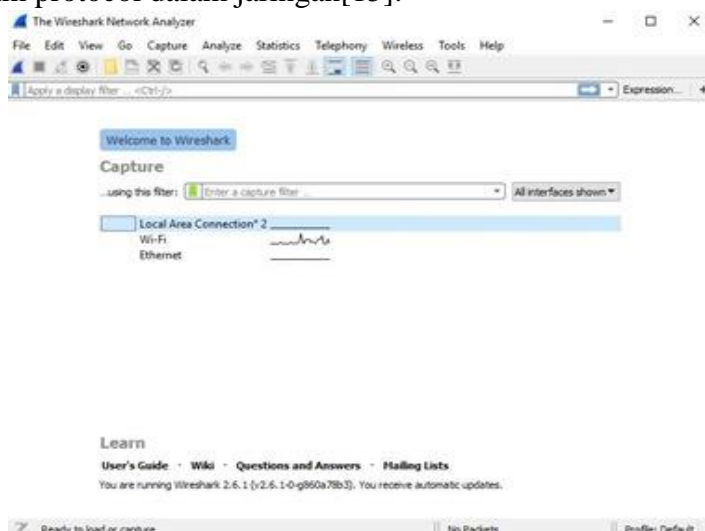 protocol dalam jaringan[15].
The Wireshark Network Analyzer
File Edit View Go Capture Analyze Statistics Telephony Wireless Tools Help
Apply a display filter ... <Ctrl-/> Expression... +
Welcome to Wireshark
Capture
...using this filter: Enter a capture filter ... All interfaces shown
Local Area Connection* 2
Wi-Fi
Ethernet
Learn
User's Guide · Wiki · Questions and Answers · Mailing Lists
You are running Wireshark 2.6.1 (v2.6.1-0-g860a78b3). You receive automatic updates.
Ready to load or capture No Packets Profile: Default